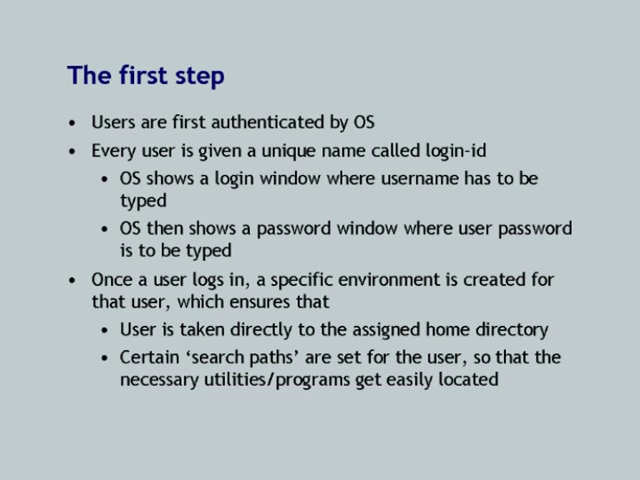 The first step
• Users are first authenticated by OS
• Every user is given a unique name called login-id
• OS shows a login window where username has to be
typed
• OS then shows a password window where user password
is to be typed
• Once a user logs in, a specific environment is created for
that user, which ensures that
• User is taken directly to the assigned home directory
• Certain ‘search paths’ are set for the user, so that the
necessary utilities/programs get easily located